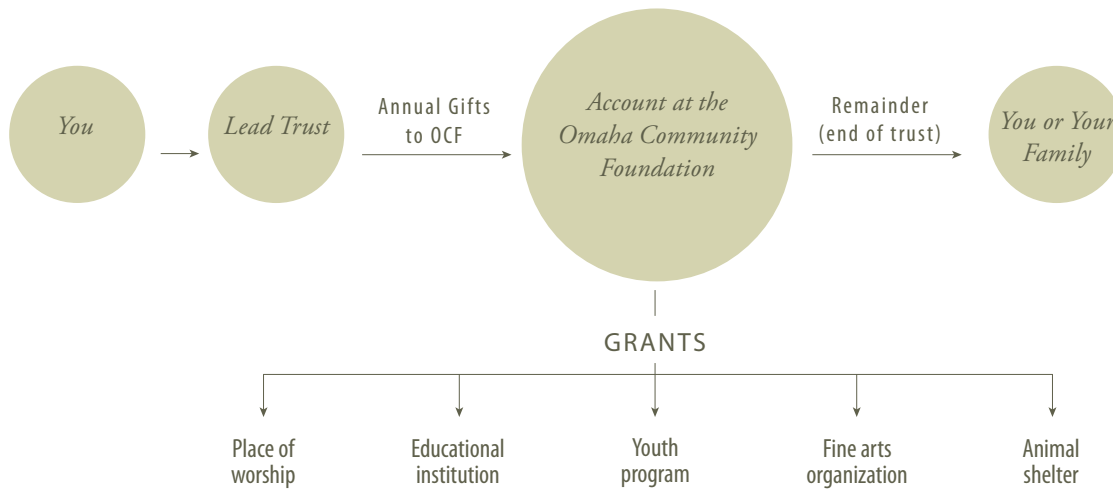 You
Lead Trust
Annual Gifts
to OCF
Account at the
Omaha Community
Foundation
Remainder
(end of trust)
You or Your
Family
GRANTS
Place of
worship
Educational
institution
Youth
program
Fine arts
organization
Animal
shelter